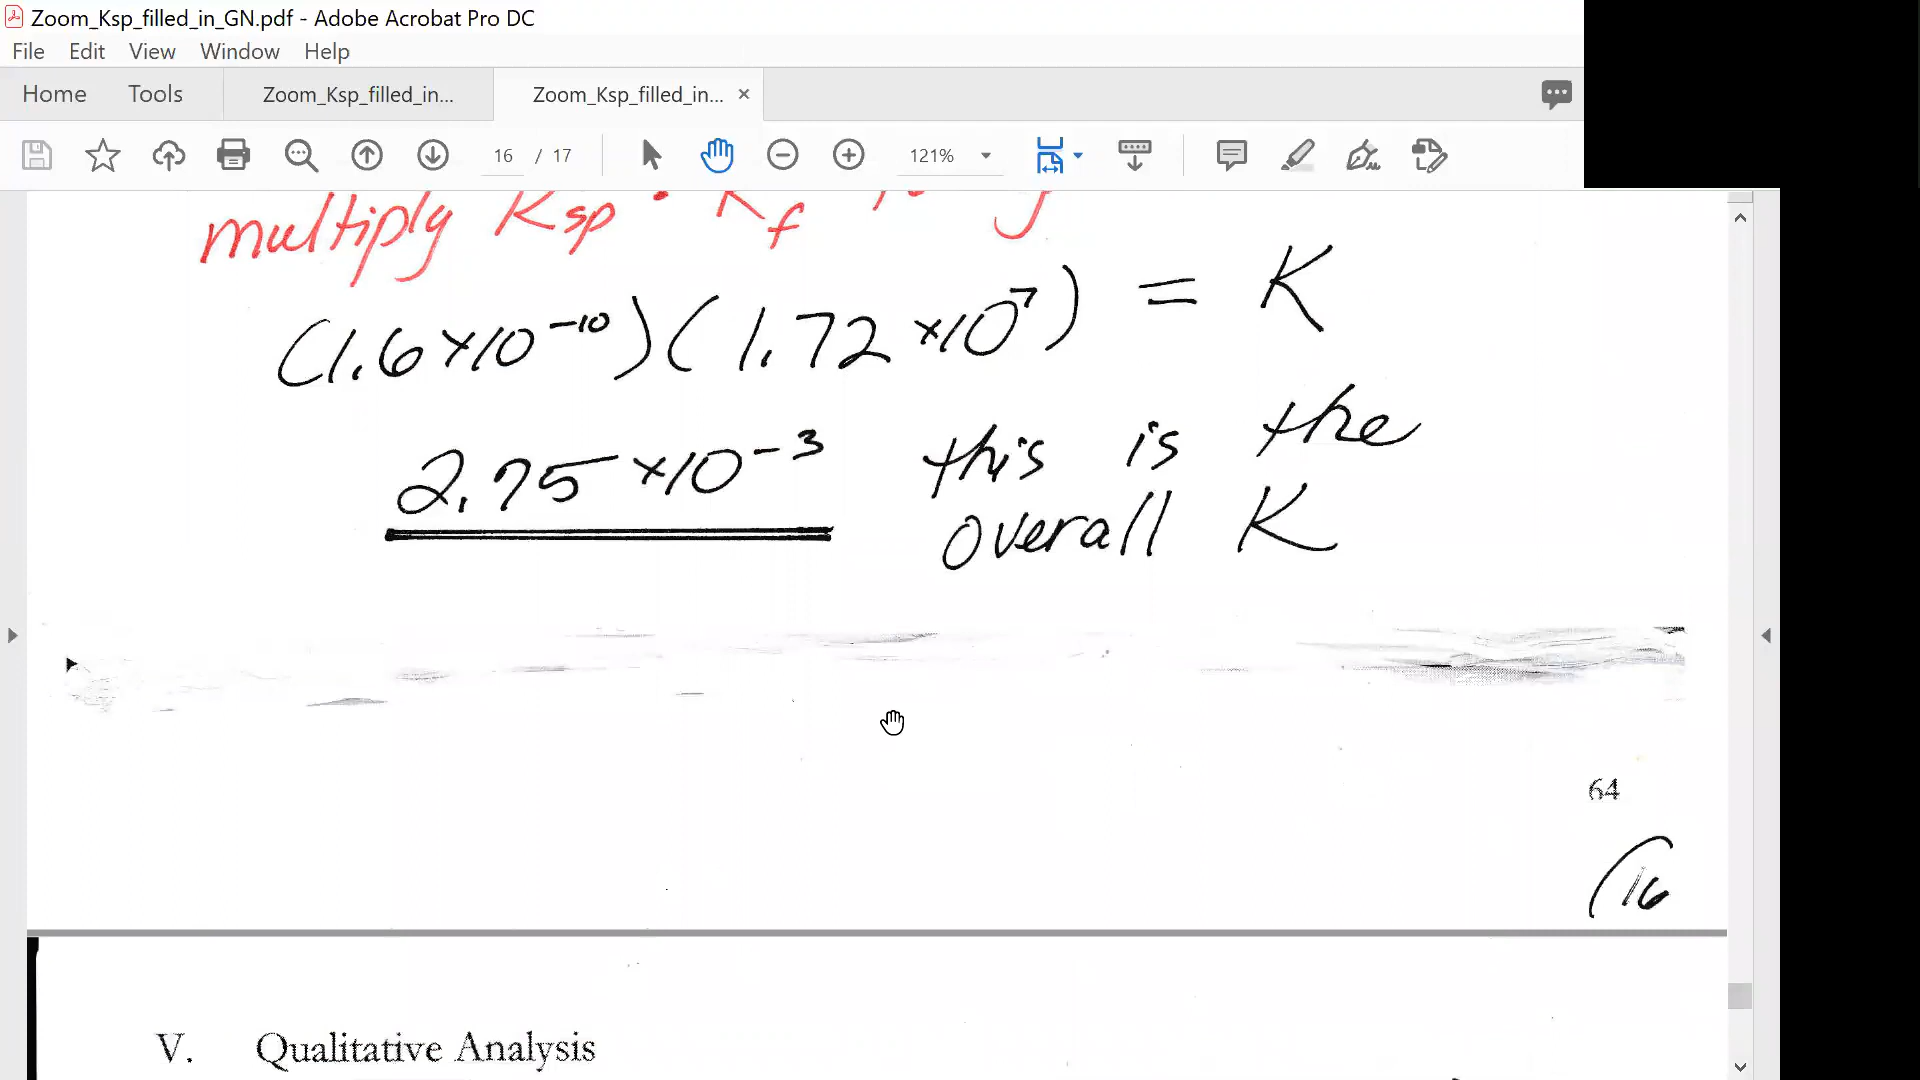 Zoom_Ksp_filled_in_GN.pdf - Adobe Acrobat Pro DC
File Edit View Window Help
Home Tools Zoom_Ksp_filled_in... Zoom_Ksp_filled_in... ×
16 / 17 121%
multiply Ksp · Kf
(1.6 ×10⁻¹⁰) (1.72 ×10⁷) = K
2.75 ×10⁻³ this is the
overall K
64
16
V. Qualitative Analysis